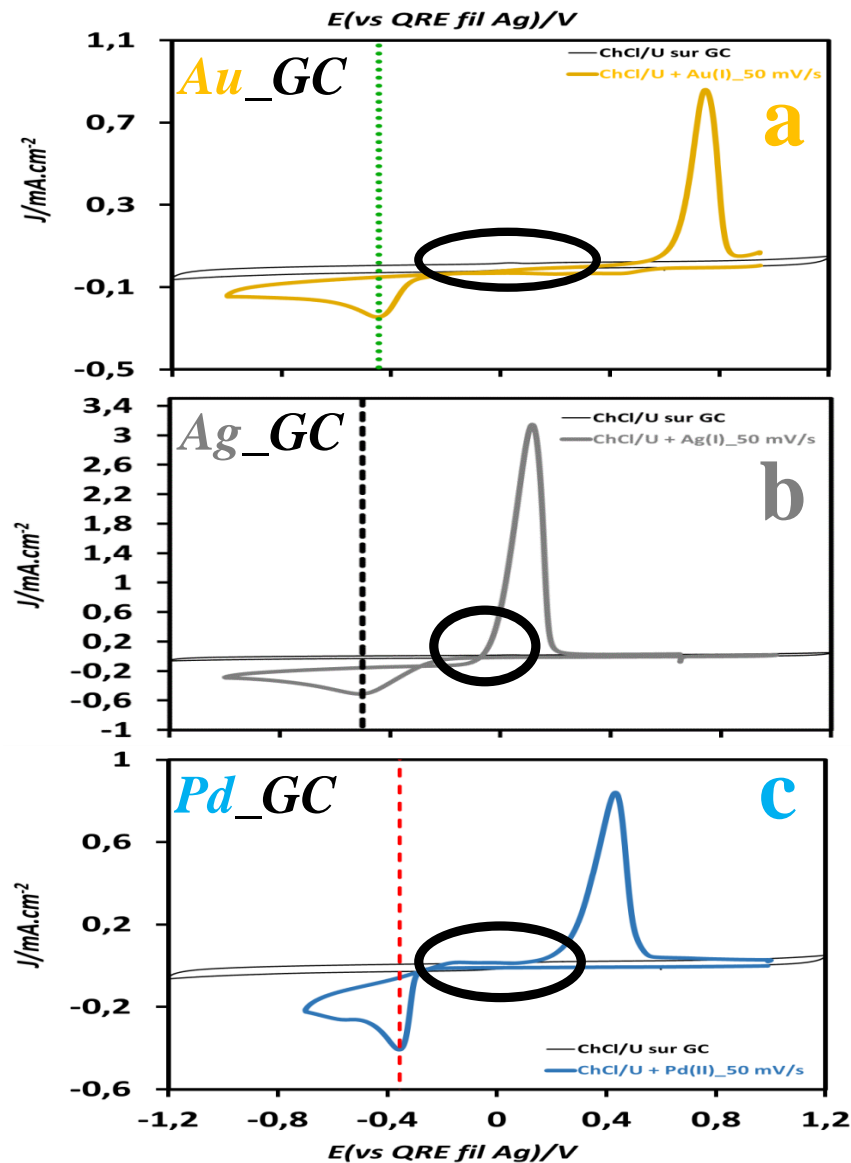 E(vs QRE fil Ag)/V
1,1
0,7
0,3
-0,1
-0,5
J/mA.cm-2
Au_GC
ChCl/U sur GC
ChCl/U + Au(I)_50 mV/s
a
3,4
3
2,6
2,2
1,8
1,4
1
0,6
0,2
-0,2
-0,6
-1
J/mA.cm-2
Ag_GC
ChCl/U sur GC
ChCl/U + Ag(I)_50 mV/s
b
1
0,6
0,2
-0,2
-0,6
J/mA.cm-2
Pd_GC
c
ChCl/U sur GC
ChCl/U + Pd(II)_50 mV/s
-1,2 -0,8 -0,4 0 0,4 0,8 1,2
E(vs QRE fil Ag)/V